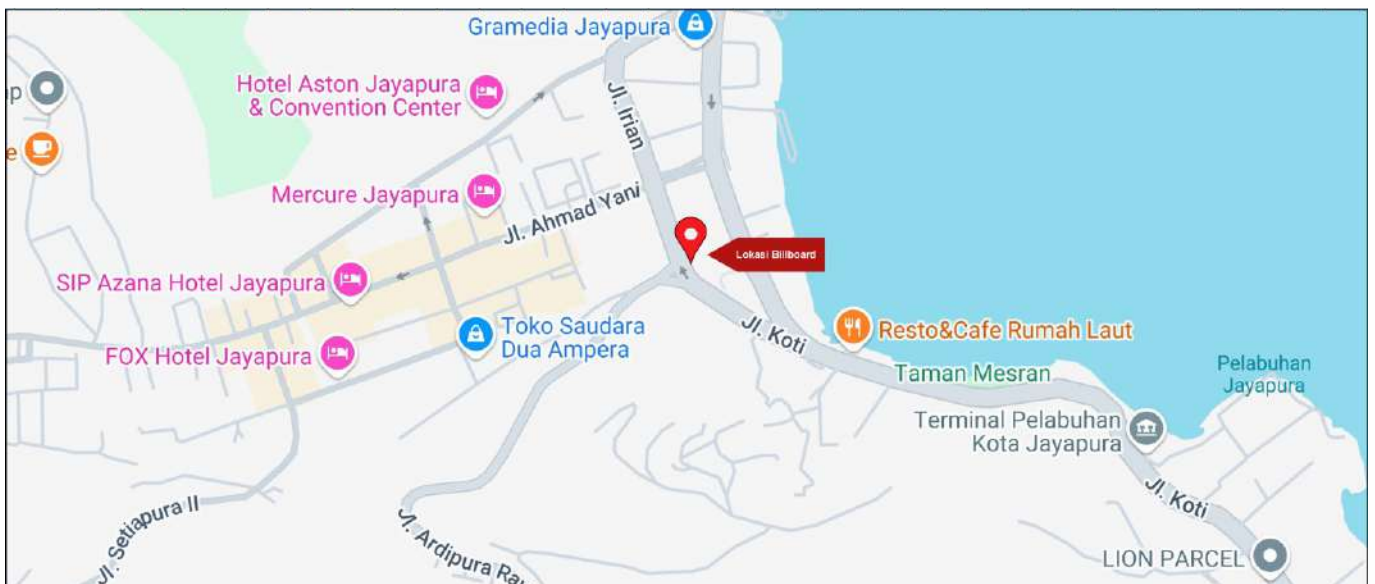 Gramedia Jayapura
Hotel Aston Jayapura
& Convention Center
p
e
Jl. Irian
Mercure Jayapura
Jl. Ahmad Yani
Lokasi Billboard
SIP Azana Hotel Jayapura
Toko Saudara
Dua Ampera
FOX Hotel Jayapura
Jl. Koti
Resto&Cafe Rumah Laut
Taman Mesran
Pelabuhan
Jayapura
Terminal Pelabuhan
Kota Jayapura
Jl. Koti
Jl. Setiapura II
Jl. Ardipura
LION PARCEL